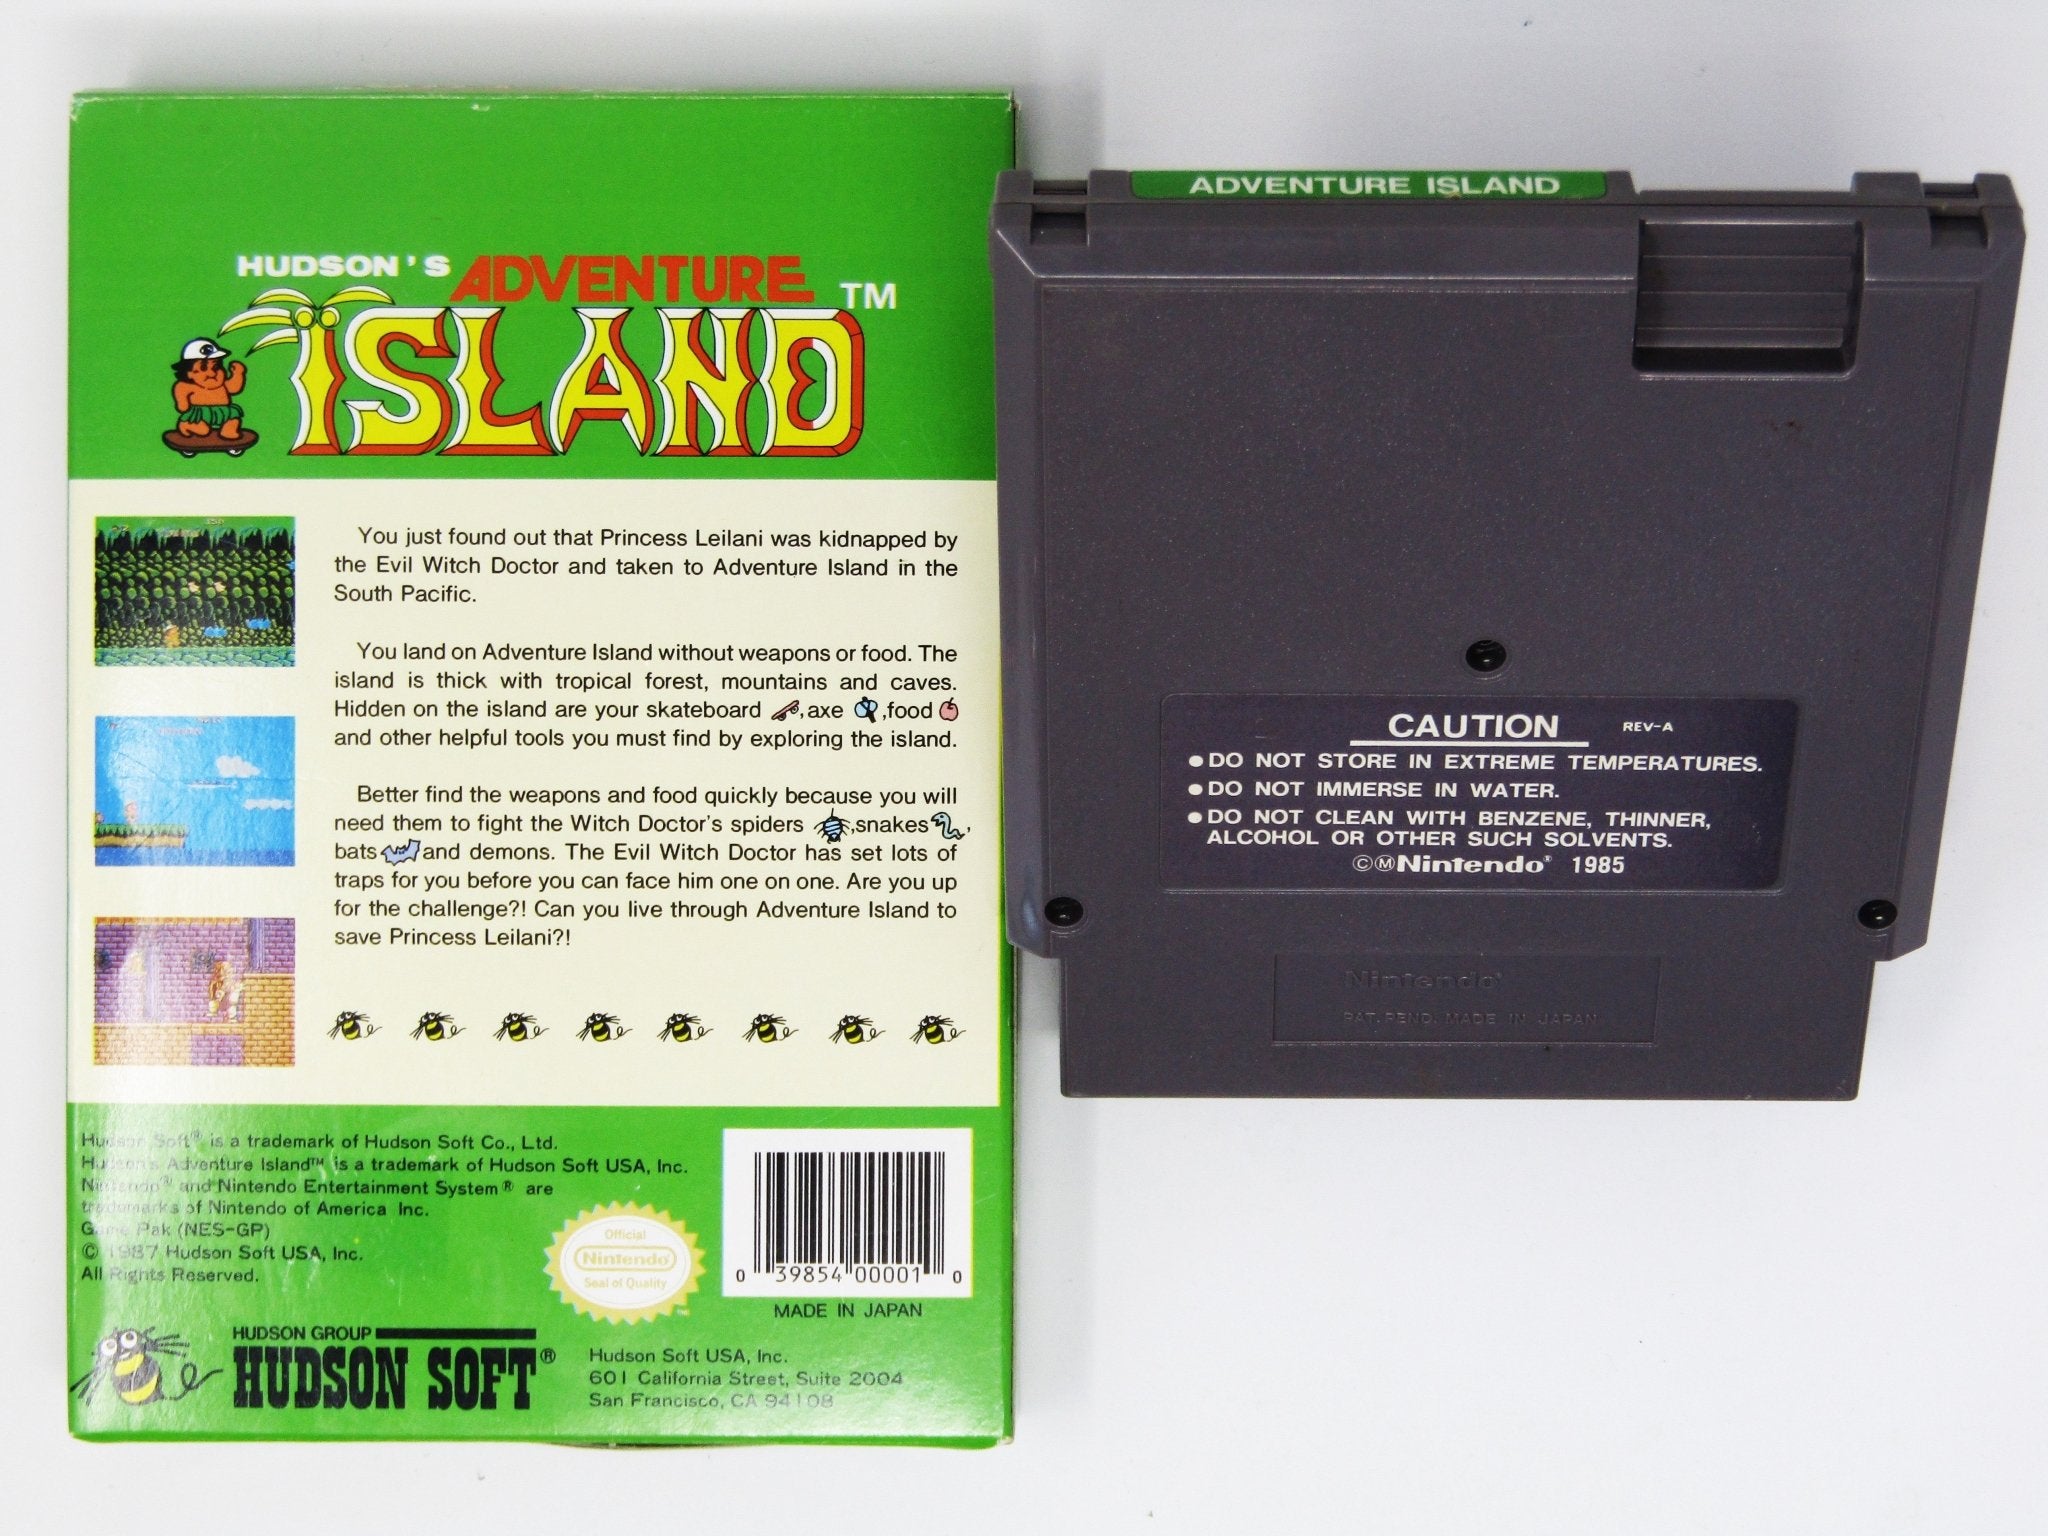 HUDSON'S ADVENTURE TM
ISLAND
You just found out that Princess Leilani was kidnapped by
the Evil Witch Doctor and taken to Adventure Island in the
South Pacific.
You land on Adventure Island without weapons or food. The
island is thick with tropical forest, mountains and caves.
Hidden on the island are your skateboard ,axe ,food
and other helpful tools you must find by exploring the island.
Better find the weapons and food quickly because you will
need them to fight the Witch Doctor's spiders ,snakes ,
bats and demons. The Evil Witch Doctor has set lots of
traps for you before you can face him one on one. Are you up
for the challenge?! Can you live through Adventure Island to
save Princess Leilani?!
Hudson Soft® is a trademark of Hudson Soft Co., Ltd.
Hudson's Adventure Island™ is a trademark of Hudson Soft USA, Inc.
Nintendo® and Nintendo Entertainment System® are
trademarks of Nintendo of America Inc.
Game Pak (NES-GP)
© 1987 Hudson Soft USA, Inc.
All Rights Reserved.
Official
Nintendo
Seal of Quality
TM
0 39854 00001 0
MADE IN JAPAN
HUDSON GROUP
HUDSON SOFT®
Hudson Soft USA, Inc.
601 California Street, Suite 2004
San Francisco, CA 94108
ADVENTURE ISLAND
CAUTION REV-A
●DO NOT STORE IN EXTREME TEMPERATURES.
●DO NOT IMMERSE IN WATER.
●DO NOT CLEAN WITH BENZENE, THINNER,
ALCOHOL OR OTHER SUCH SOLVENTS.
©ⓂNintendo® 1985
Nintendo®
PAT. PEND. MADE IN JAPAN